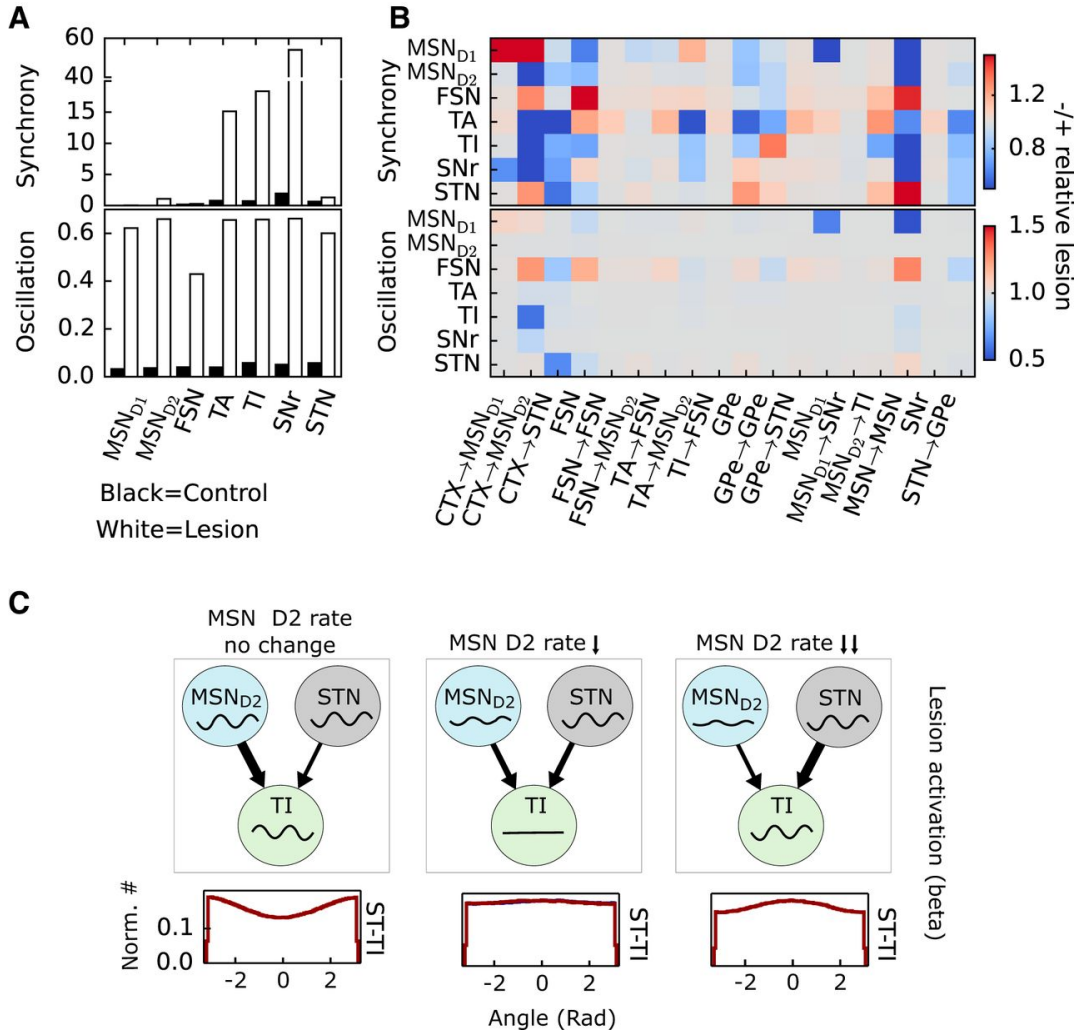 A
B
60
40
15
10
5
0
Synchrony
0.6
0.4
0.2
0.0
Oscillation
MSND1
MSND2
FSN
TA
TI
SNr
STN
Black=Control
White=Lesion
MSND1
MSND2
FSN
TA
TI
SNr
STN
Synchrony
MSND1
MSND2
FSN
TA
TI
SNr
STN
Oscillation
1.2
0.8
1.5
1.0
0.5
-/+ relative lesion
CTX→MSND1
CTX→MSND2
CTX→STN
FSN
FSN→FSN
FSN→MSND2
TA→FSN
TA→MSND2
TI→FSN
GPe
GPe→GPe
GPe→STN
MSND1
MSND1→SNr
MSND2→TI
MSN→MSN
SNr
STN→GPe
C
MSN D2 rate
no change
MSN D2 rate ↓
MSN D2 rate ↓↓
MSND2
STN
TI
MSND2
STN
TI
MSND2
STN
TI
Lesion activation (beta)
Norm. #
0.1
0.0
-2 0 2
ST-TI
-2 0 2
ST-TI
-2 0 2
ST-TI
Angle (Rad)